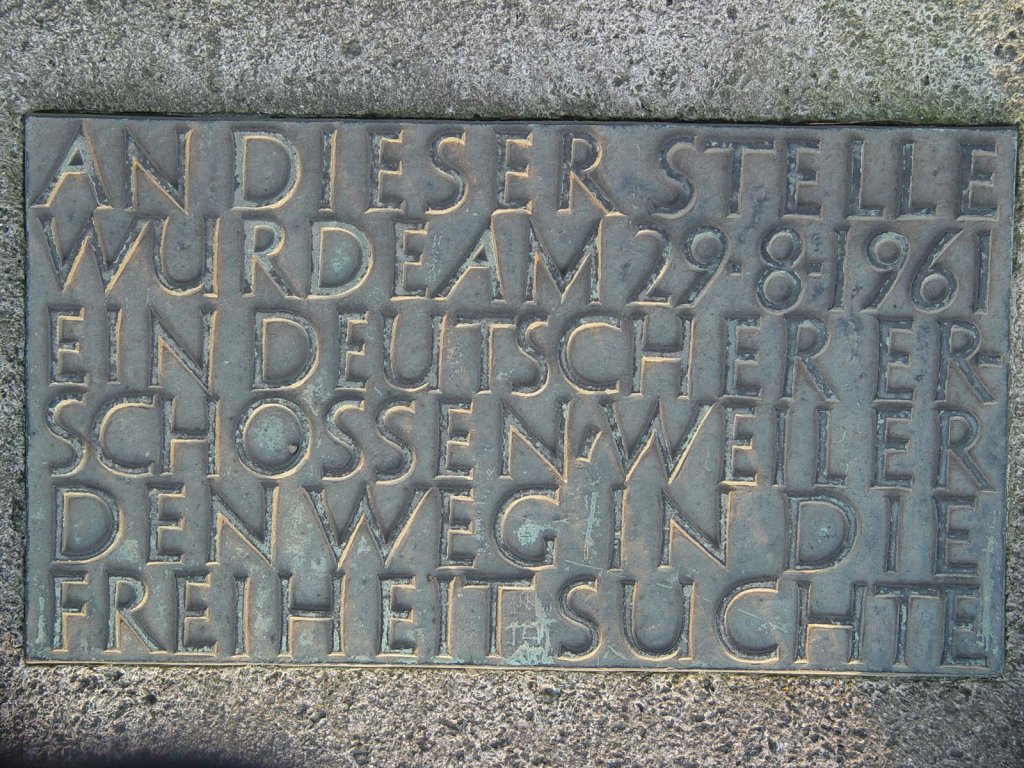 AN DIESER STELLE
WURDE AM 29·8·1961
EIN DEUTSCHER ER-
SCHOSSEN, WEIL ER
DEN WEG IN DIE
FREIHEIT SUCHTE